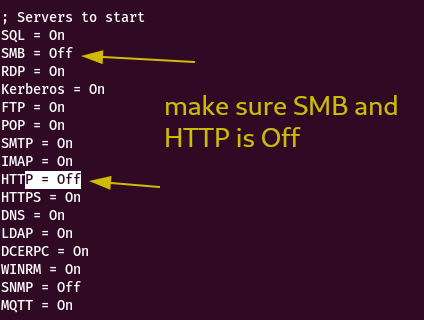 ; Servers to start
SQL = On
SMB = Off
RDP = On
Kerberos = On
FTP = On
POP = On
SMTP = On
IMAP = On
HTTP = Off
HTTPS = On
DNS = On
LDAP = On
DCERPC = On
WINRM = On
SNMP = Off
MQTT = On
make sure SMB and
HTTP is Off